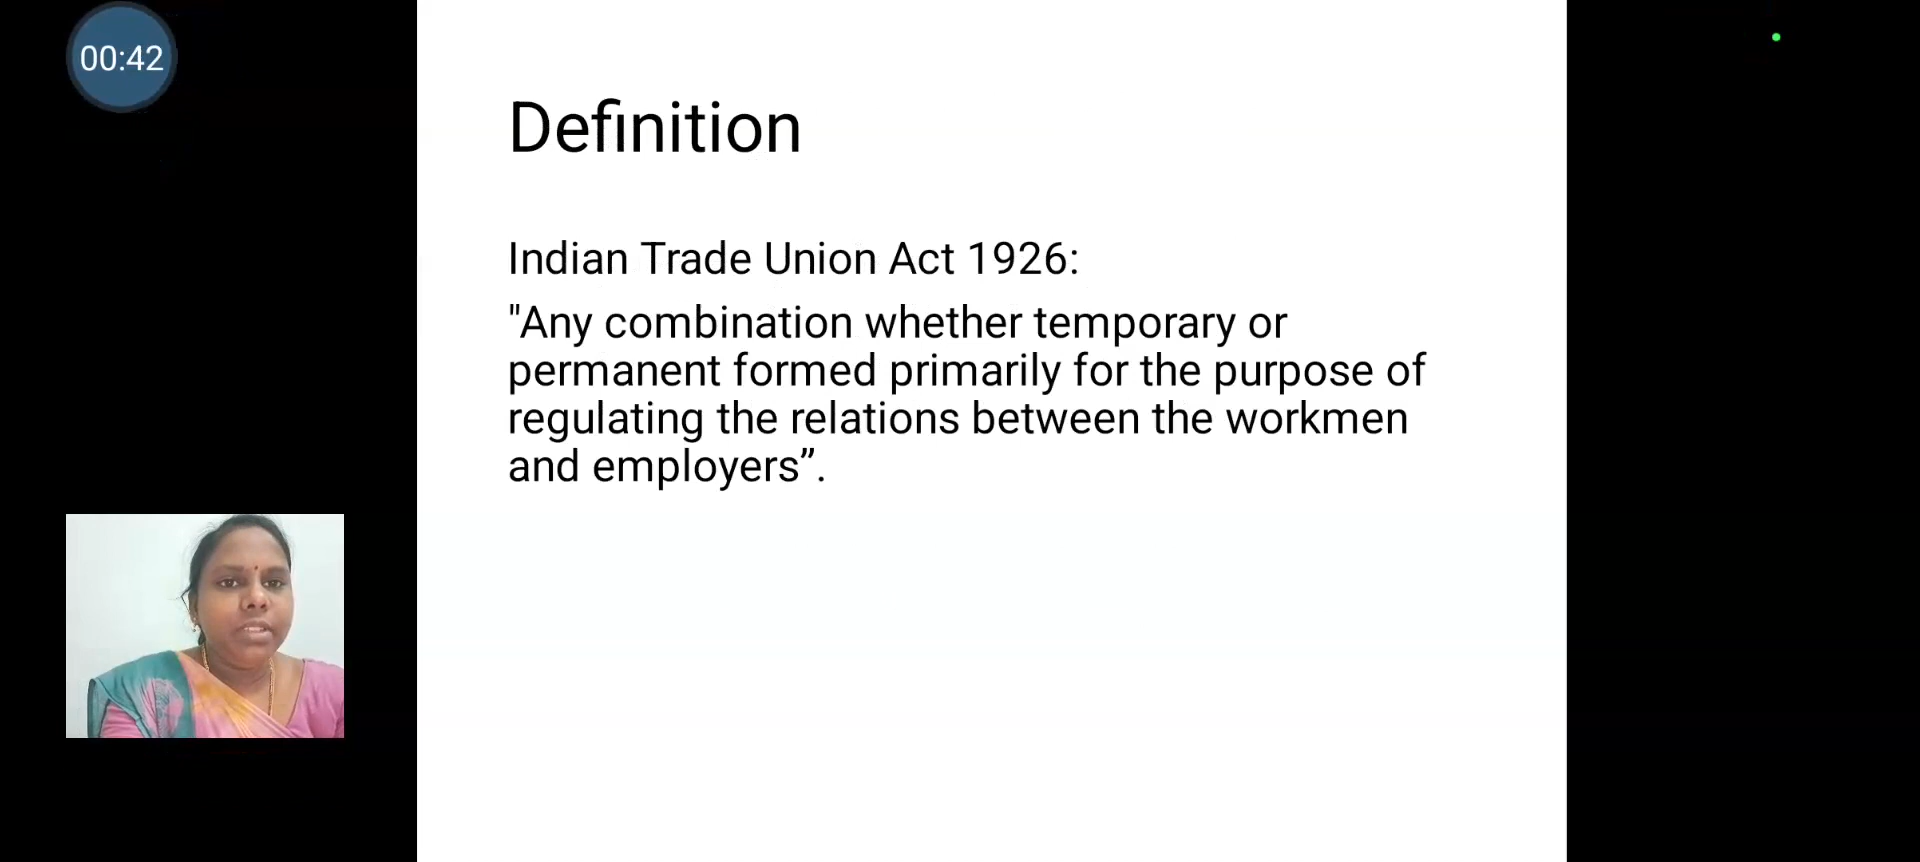 00:42
Definition
Indian Trade Union Act 1926:
"Any combination whether temporary or
permanent formed primarily for the purpose of
regulating the relations between the workmen
and employers”.